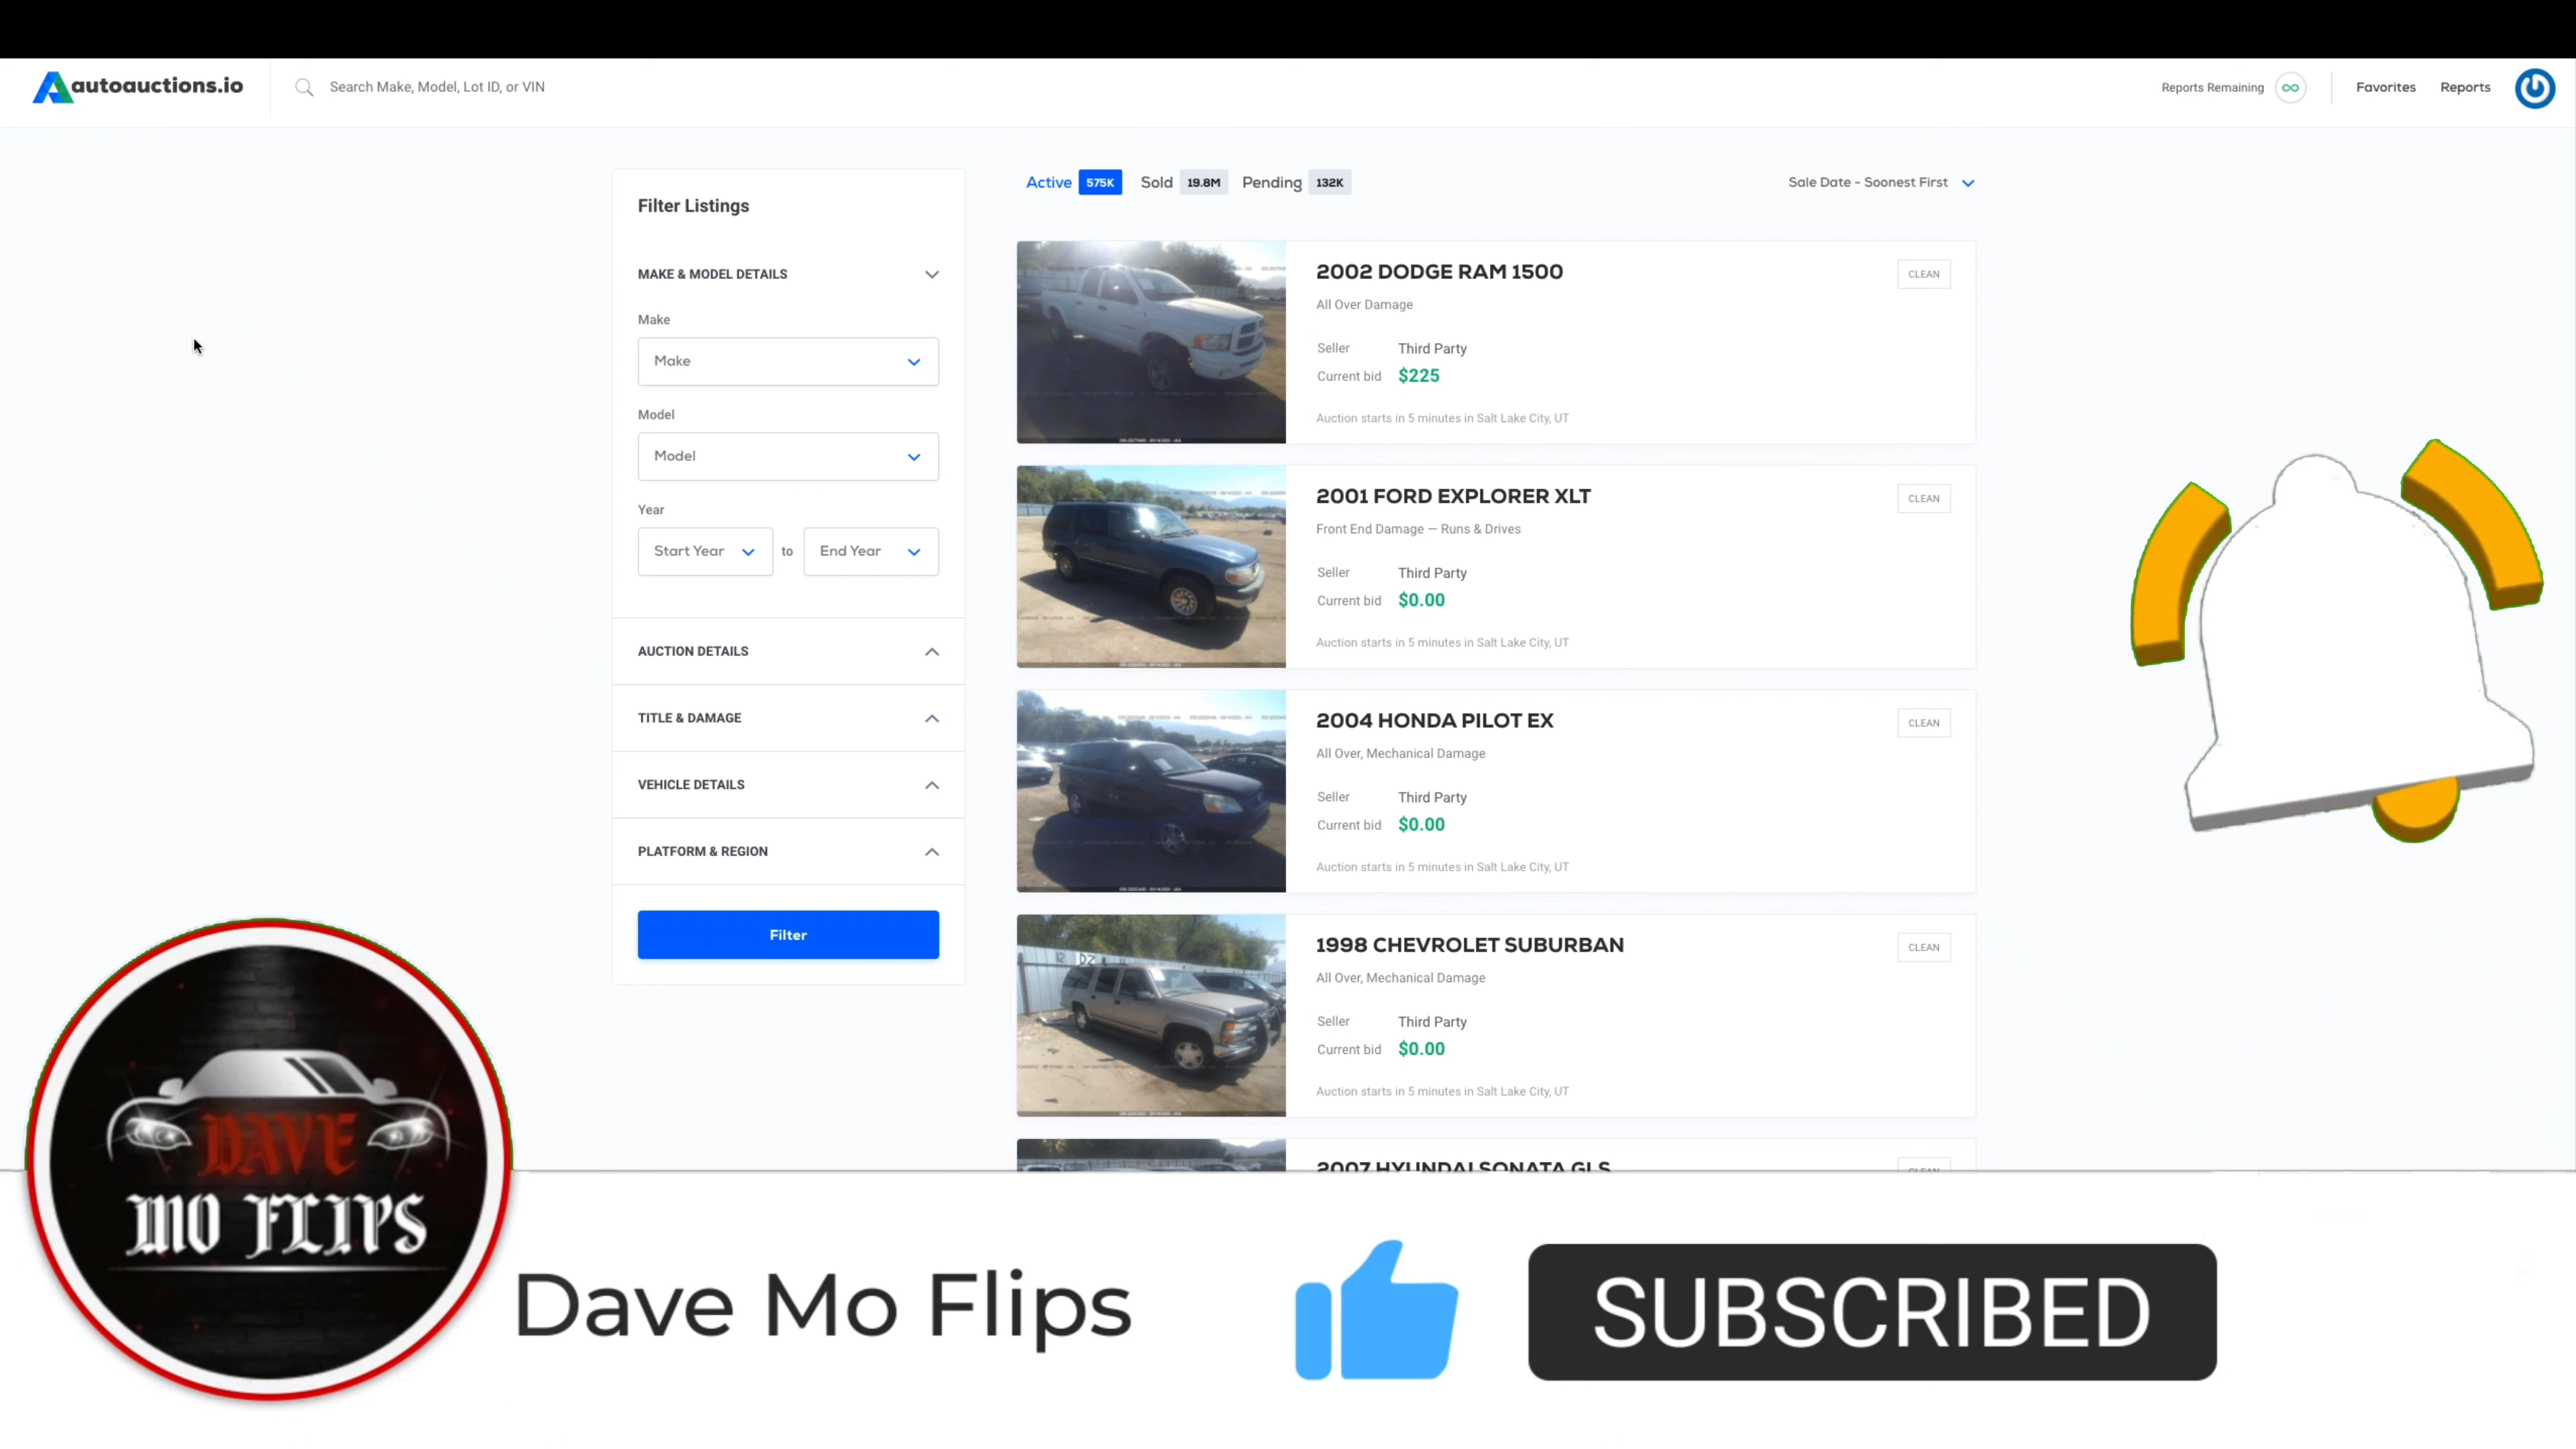 autoauctions.io
Search Make, Model, Lot ID, or VIN
Reports Remaining
Favorites
Reports
Filter Listings
MAKE & MODEL DETAILS
Make
Make
Model
Model
Year
Start Year to End Year
AUCTION DETAILS
TITLE & DAMAGE
VEHICLE DETAILS
PLATFORM & REGION
Filter
Active 575K Sold 19.8M Pending 132K
Sale Date - Soonest First
2002 DODGE RAM 1500
CLEAN
All Over Damage
Seller Third Party
Current bid $225
Auction starts in 5 minutes in Salt Lake City, UT
2001 FORD EXPLORER XLT
CLEAN
Front End Damage — Runs & Drives
Seller Third Party
Current bid $0.00
Auction starts in 5 minutes in Salt Lake City, UT
2004 HONDA PILOT EX
CLEAN
All Over, Mechanical Damage
Seller Third Party
Current bid $0.00
Auction starts in 5 minutes in Salt Lake City, UT
1998 CHEVROLET SUBURBAN
CLEAN
All Over, Mechanical Damage
Seller Third Party
Current bid $0.00
Auction starts in 5 minutes in Salt Lake City, UT
2007 HYUNDAI SONATA GLS
CLEAN
DAVE
MO FLIPS
Dave Mo Flips
SUBSCRIBED